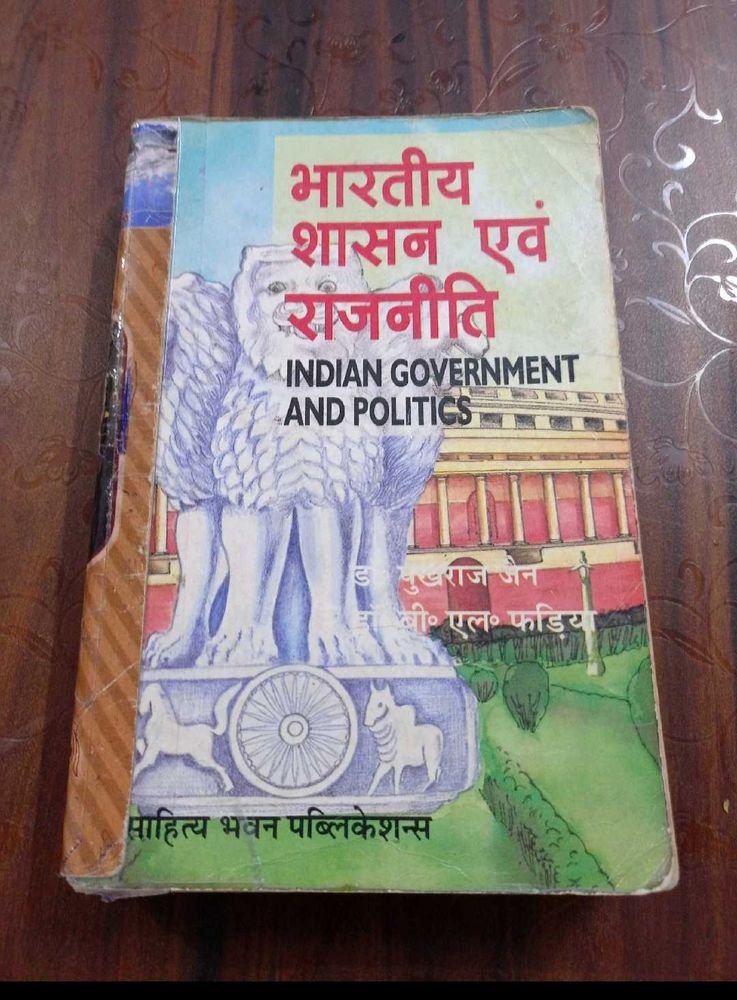 भारतीय
शासन एवं
राजनीति
INDIAN GOVERNMENT
AND POLITICS
पुखराज जैन
डॉ॰ बी॰ एल॰ फड़िया
साहित्य भवन पब्लिकेशन्स